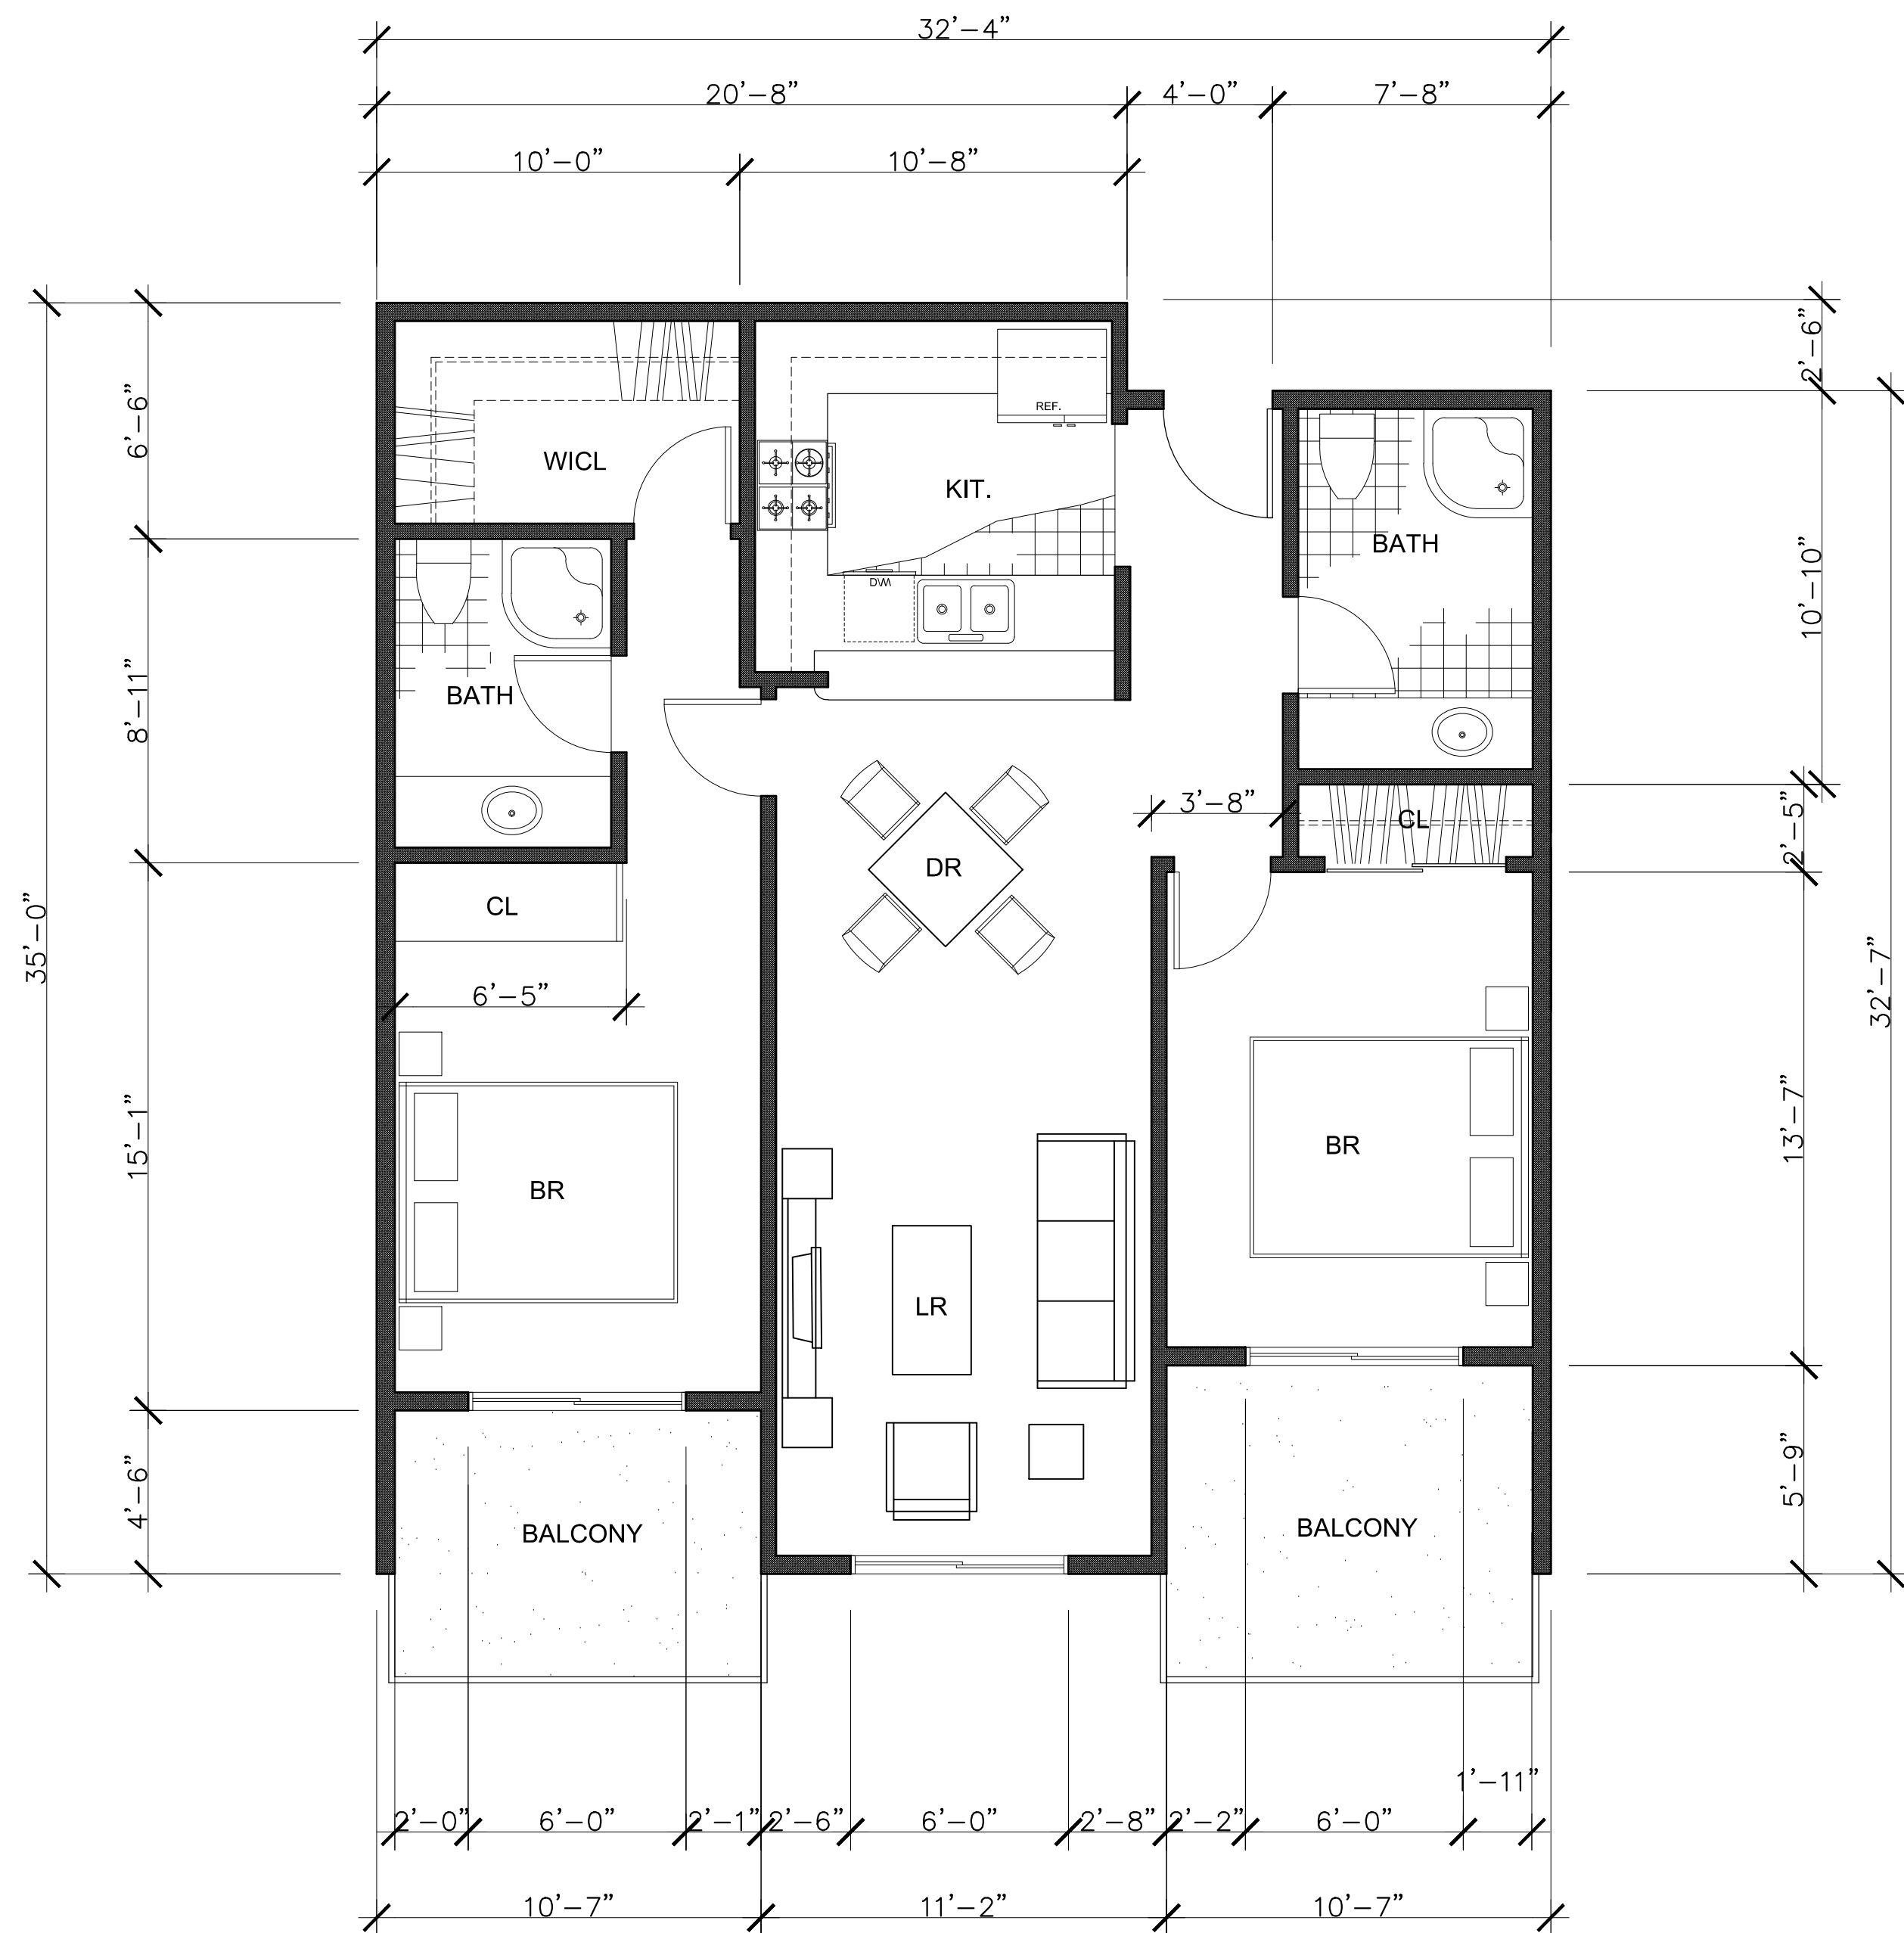 32’-4”
20’-8”
4’-0”
7’-8”
10’-0”
10’-8”
2’-6”
6’-6”
REF.
WICL
KIT.
BATH
10’-10”
DW
8’-11”
BATH
3’-8”
CL
2’-5”
DR
CL
35’-0”
6’-5”
32’-7”
15’-1”
13’-7”
BR
BR
LR
4’-6”
5’-9”
BALCONY
BALCONY
1’-11”
2’-0”
6’-0”
2’-1”
2’-6”
6’-0”
2’-8”
2’-2”
6’-0”
10’-7”
11’-2”
10’-7”